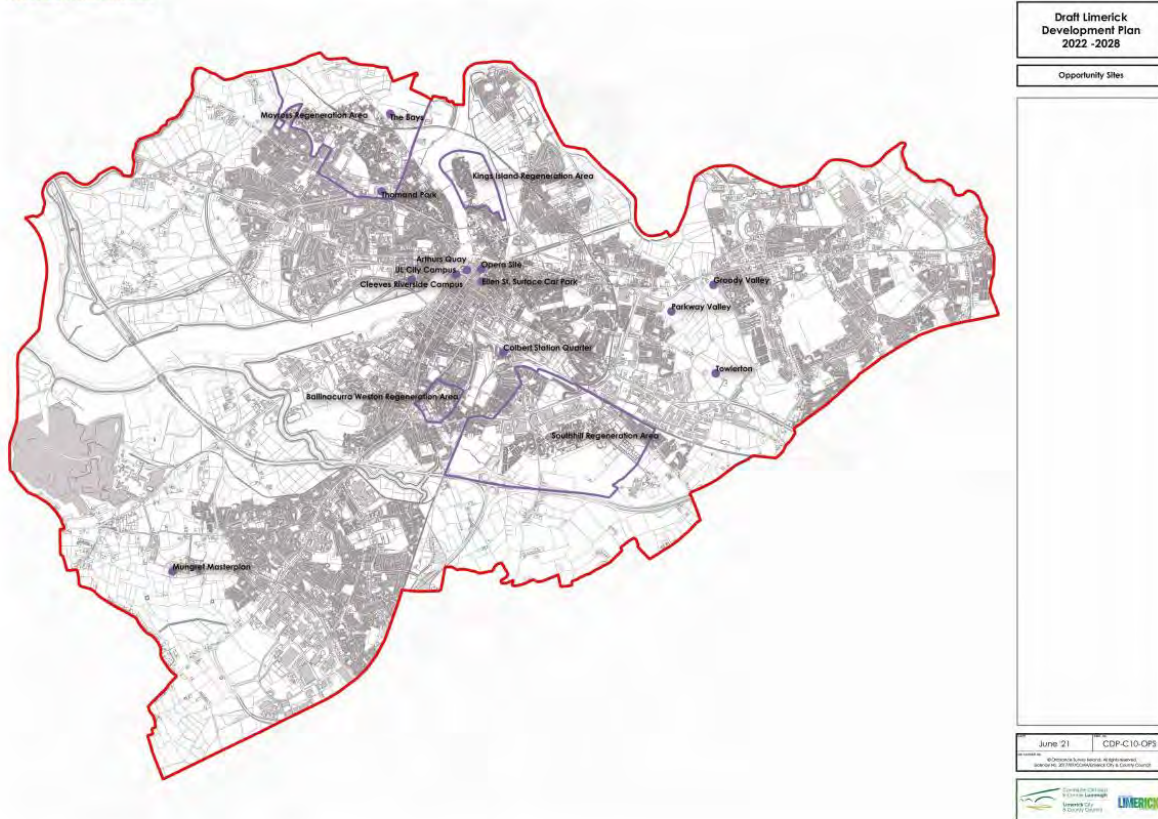 Draft Limerick
Development Plan
2022 -2028
Opportunity Sites
Moyross Regeneration Area
The Bays
Kings Island Regeneration Area
Thomond Park
Arthurs Quay
Opera Site
UL City Campus
Cleeves Riverside Campus
Ellen St. Surface Car Park
Groody Valley
Parkway Valley
Colbert Station Quarter
Towlerton
Ballinacurra Weston Regeneration Area
Southhill Regeneration Area
Mungret Masterplan
June '21
CDP-C10-OPS
Limerick City
& County Council
LIMERICK